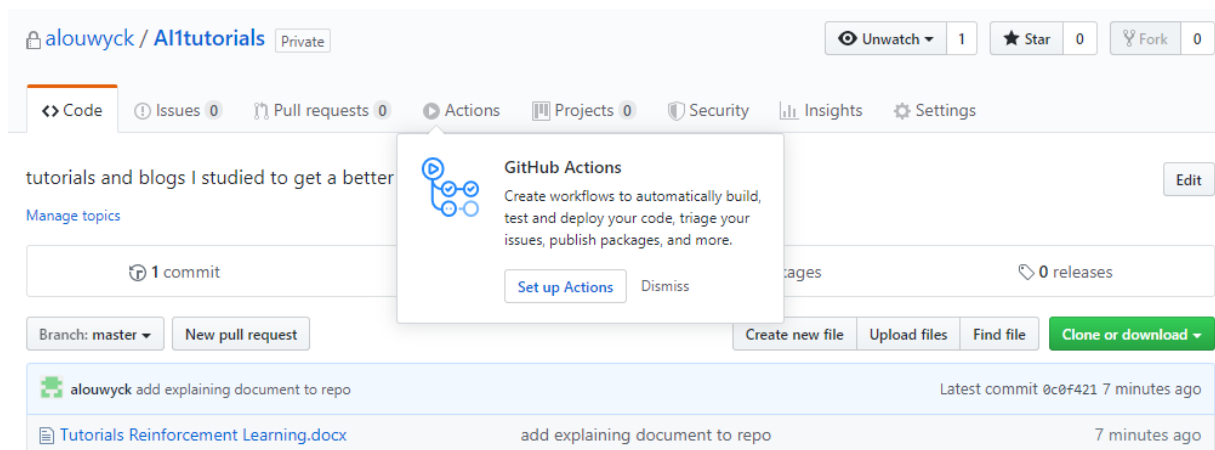 alouwyck / AI1tutorials Private
Unwatch 1 Star 0 Fork 0
Code Issues 0 Pull requests 0 Actions Projects 0 Security Insights Settings
GitHub Actions
Create workflows to automatically build,
test and deploy your code, triage your
issues, publish packages, and more.
Set up Actions Dismiss
tutorials and blogs I studied to get a better
Edit
Manage topics
1 commit
0 releases
Branch: master New pull request
Create new file Upload files Find file Clone or download
alouwyck add explaining document to repo
Latest commit 0c0f421 7 minutes ago
Tutorials Reinforcement Learning.docx add explaining document to repo 7 minutes ago